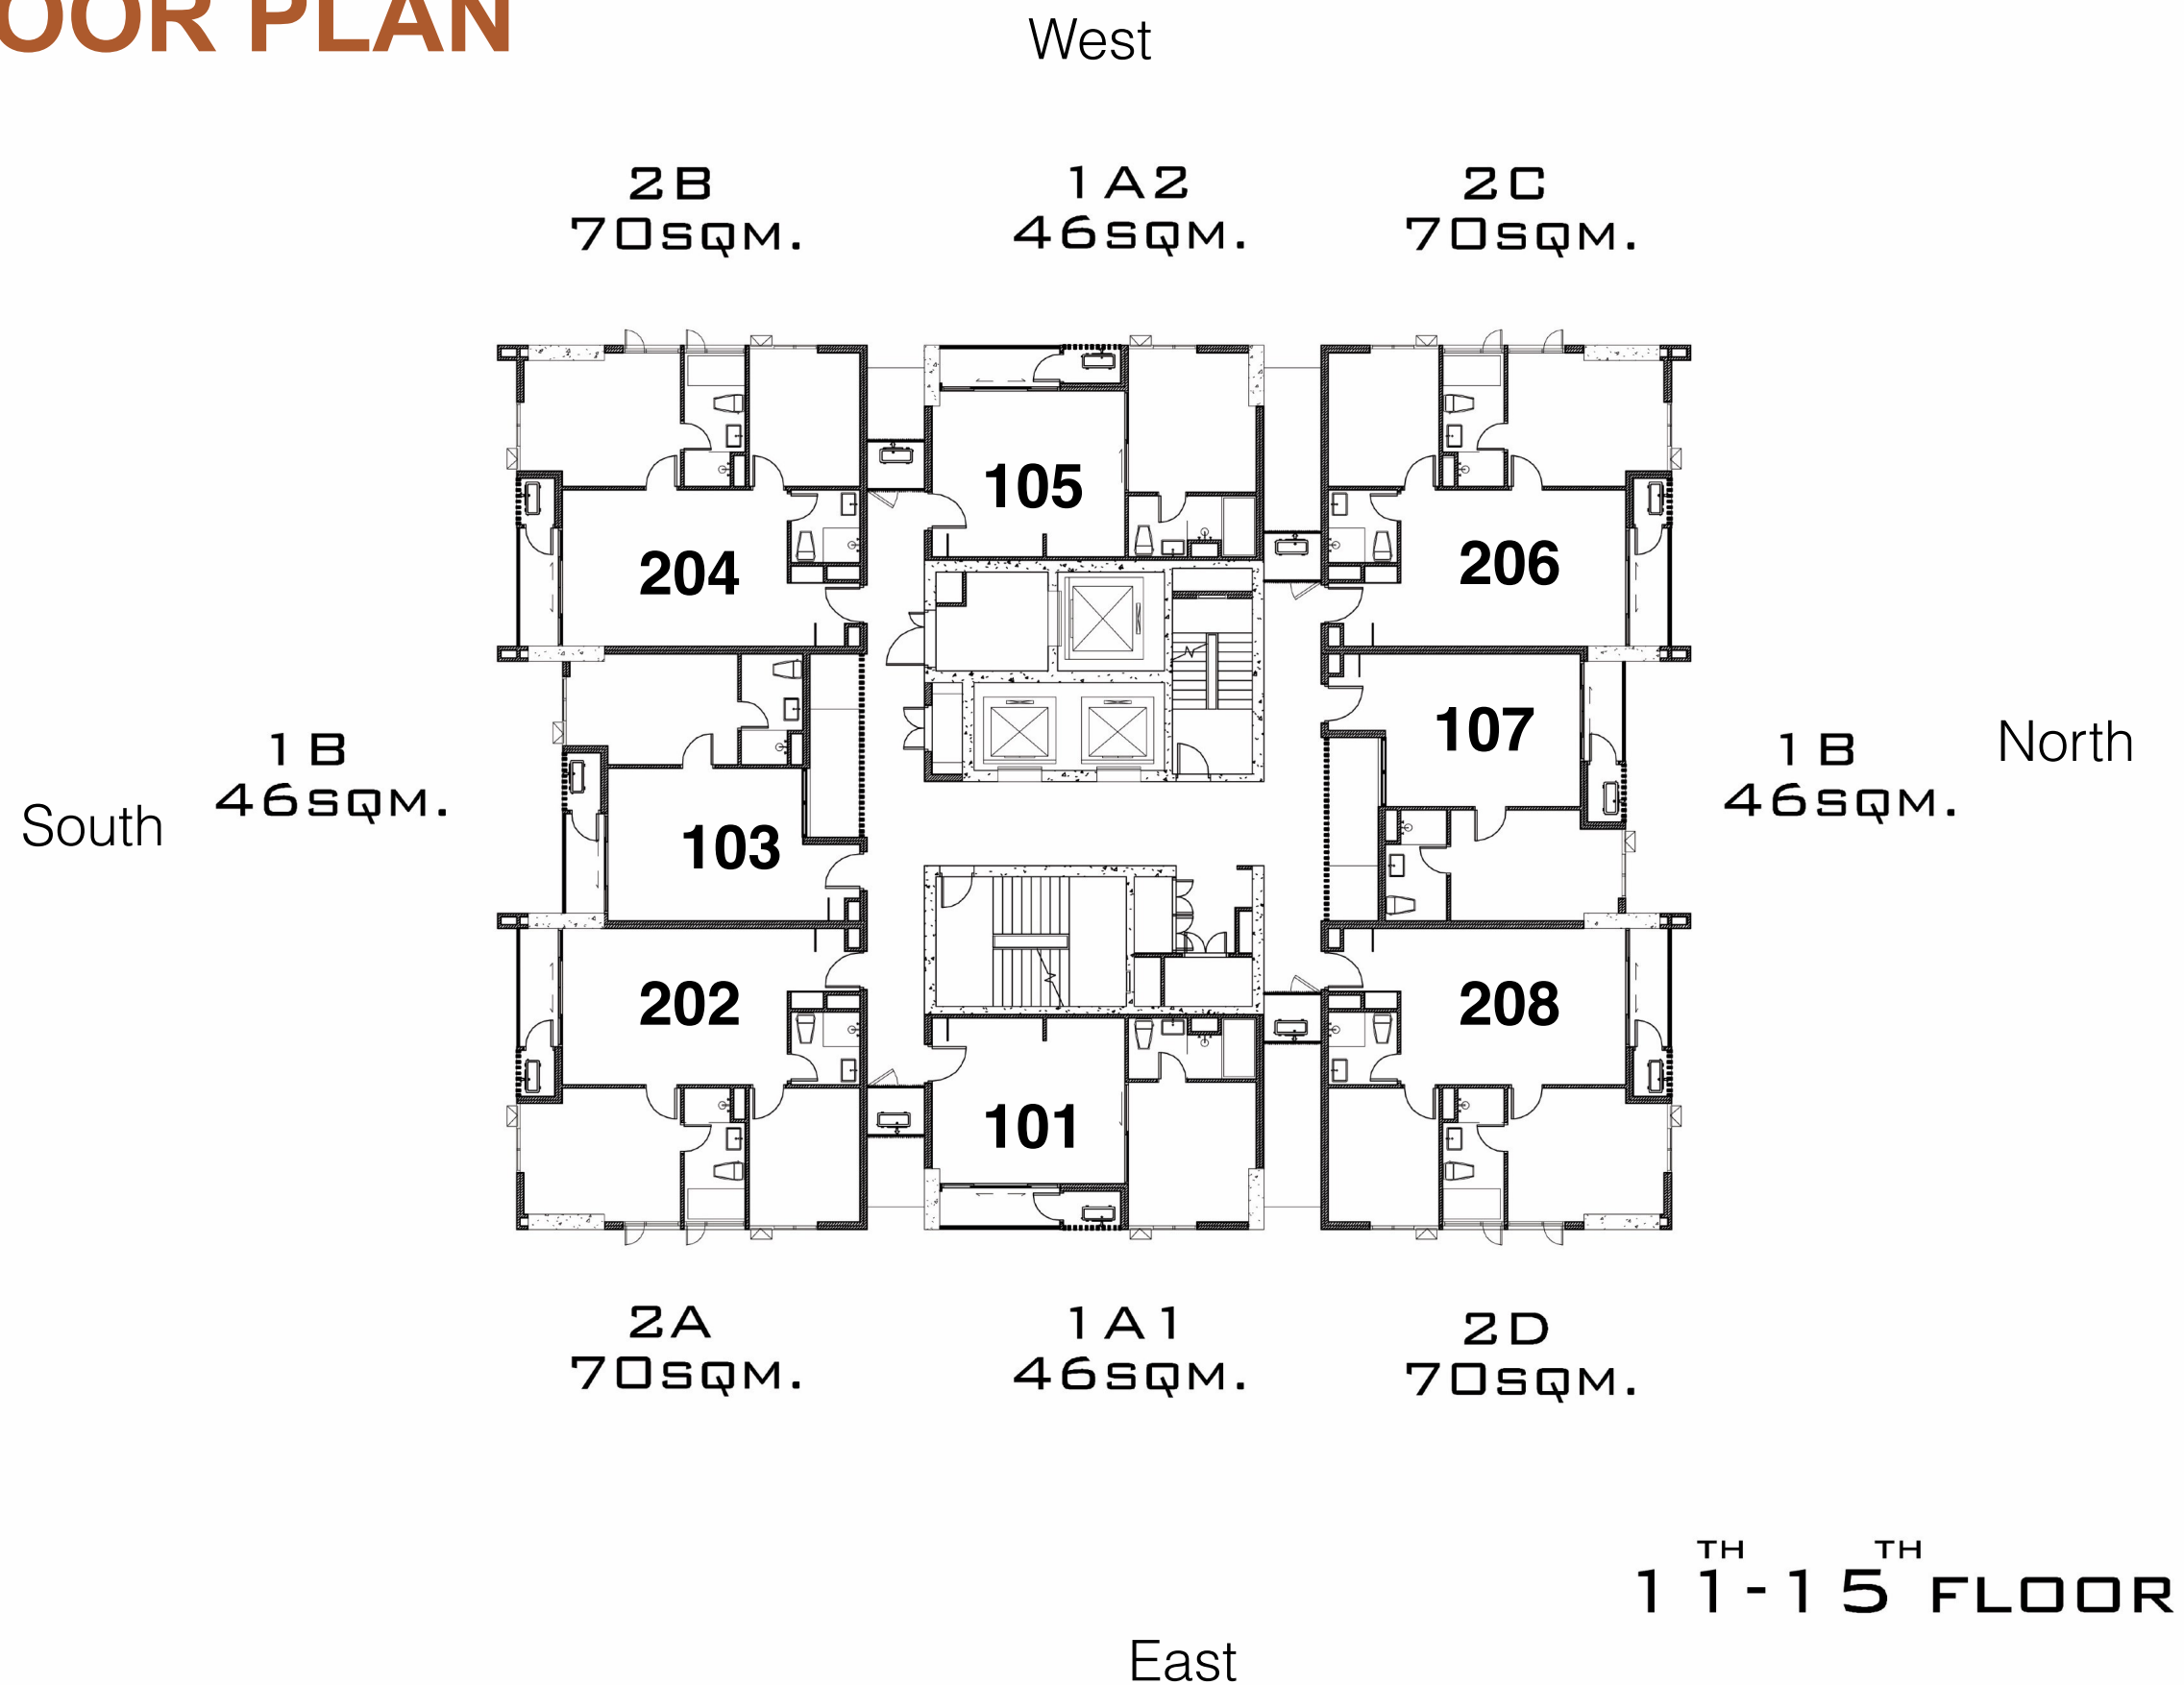 OOR PLAN
West
2B
70SQM.
1A2
46SQM.
2C
70SQM.
105
204
206
107
1B
46SQM.
South
103
1B
46SQM.
North
202
208
101
2A
70SQM.
1A1
46SQM.
2D
70SQM.
11TH-15TH FLOOR
East